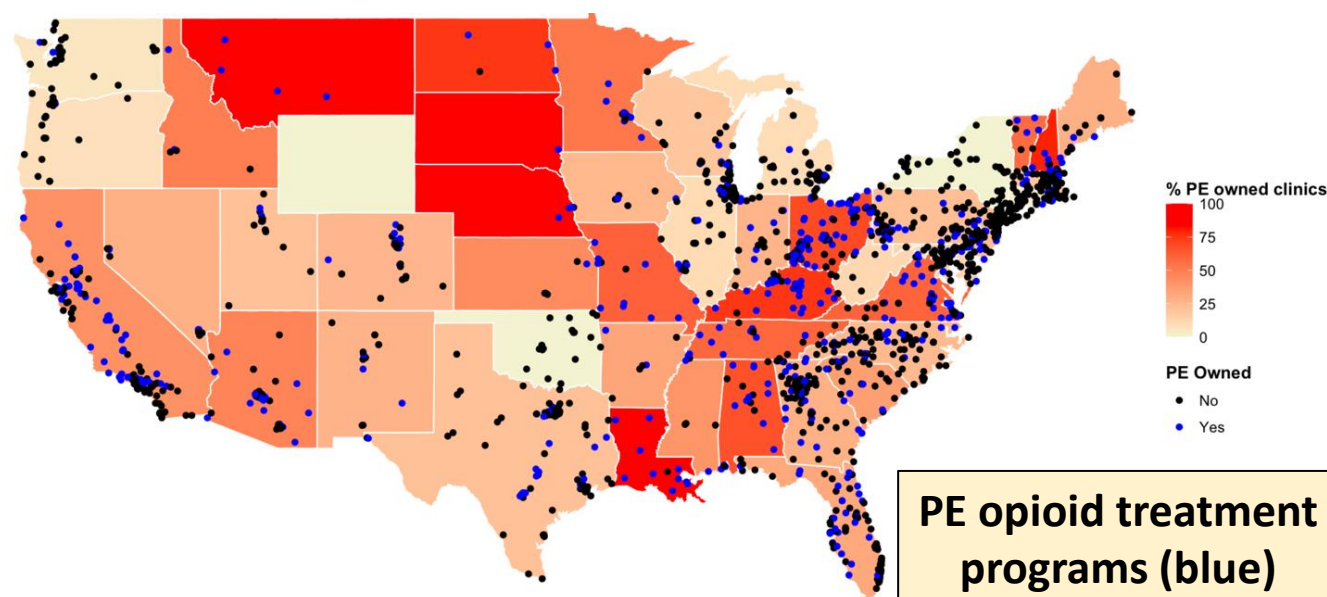 % PE owned clinics
100
75
50
25
0
PE Owned
No
Yes
PE opioid treatment
programs (blue)